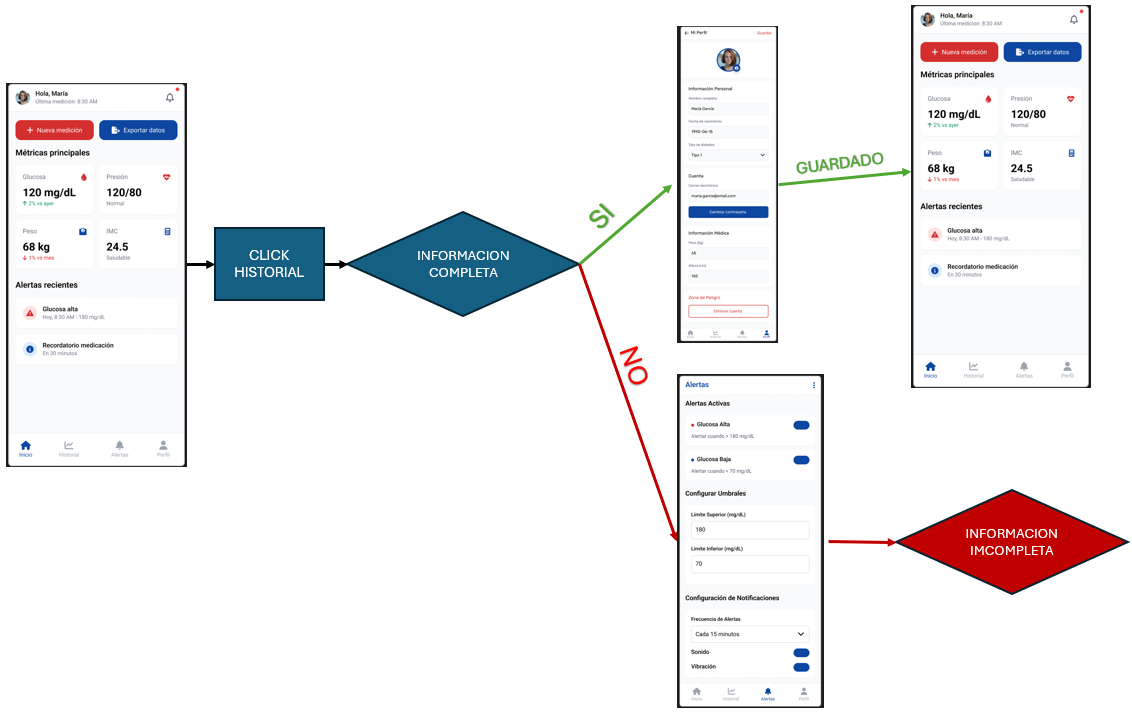 Hola, María
Última medición: 8:30 AM
+ Nueva medición
Exportar datos
Métricas principales
Glucosa
120 mg/dL
↑ 2% vs ayer
Presión
120/80
Normal
Peso
68 kg
↓ 1% vs mes
IMC
24.5
Saludable
Alertas recientes
Glucosa alta
Hoy, 8:30 AM - 180 mg/dL
Recordatorio medicación
En 30 minutos
Inicio
Historial
Alertas
Perfil
CLICK
HISTORIAL
INFORMACION
COMPLETA
SI
NO
← Mi Perfil
Guardar
Información Personal
Nombre completo
María García
Fecha de nacimiento
1990-06-15
Tipo de diabetes
Tipo 1
Cuenta
Correo electrónico
maria.garcia@email.com
Cambiar contraseña
Información Médica
Peso (kg)
65
Altura (cm)
165
Zona de Peligro
Eliminar cuenta
Inicio
Historial
Alertas
Perfil
GUARDADO
Hola, María
Última medición: 8:30 AM
+ Nueva medición
Exportar datos
Métricas principales
Glucosa
120 mg/dL
↑ 2% vs ayer
Presión
120/80
Normal
Peso
68 kg
↓ 1% vs mes
IMC
24.5
Saludable
Alertas recientes
Glucosa alta
Hoy, 8:30 AM - 180 mg/dL
Recordatorio medicación
En 30 minutos
Inicio
Historial
Alertas
Perfil
Alertas
Alertas Activas
Glucosa Alta
Alertar cuando > 180 mg/dL
Glucosa Baja
Alertar cuando < 70 mg/dL
Configurar Umbrales
Límite Superior (mg/dL)
180
Límite Inferior (mg/dL)
70
Configuración de Notificaciones
Frecuencia de Alertas
Cada 15 minutos
Sonido
Vibración
Inicio
Historial
Alertas
Perfil
INFORMACION
IMCOMPLETA